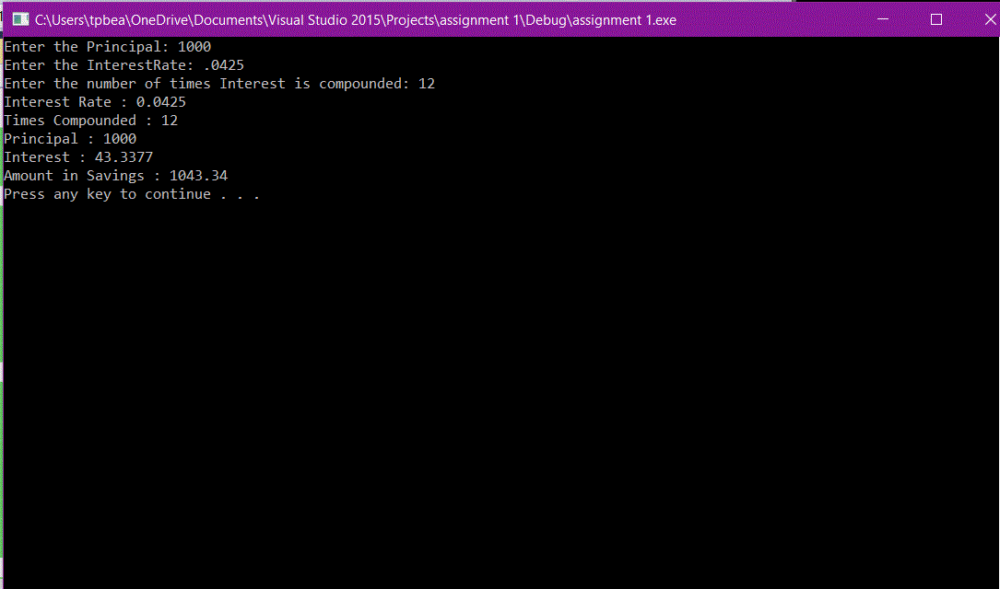 C:\Users\tpbea\OneDrive\Documents\Visual Studio 2015\Projects\assignment 1\Debug\assignment 1.exe
Enter the Principal: 1000
Enter the InterestRate: .0425
Enter the number of times Interest is compounded: 12
Interest Rate : 0.0425
Times Compounded : 12
Principal : 1000
Interest : 43.3377
Amount in Savings : 1043.34
Press any key to continue . . .